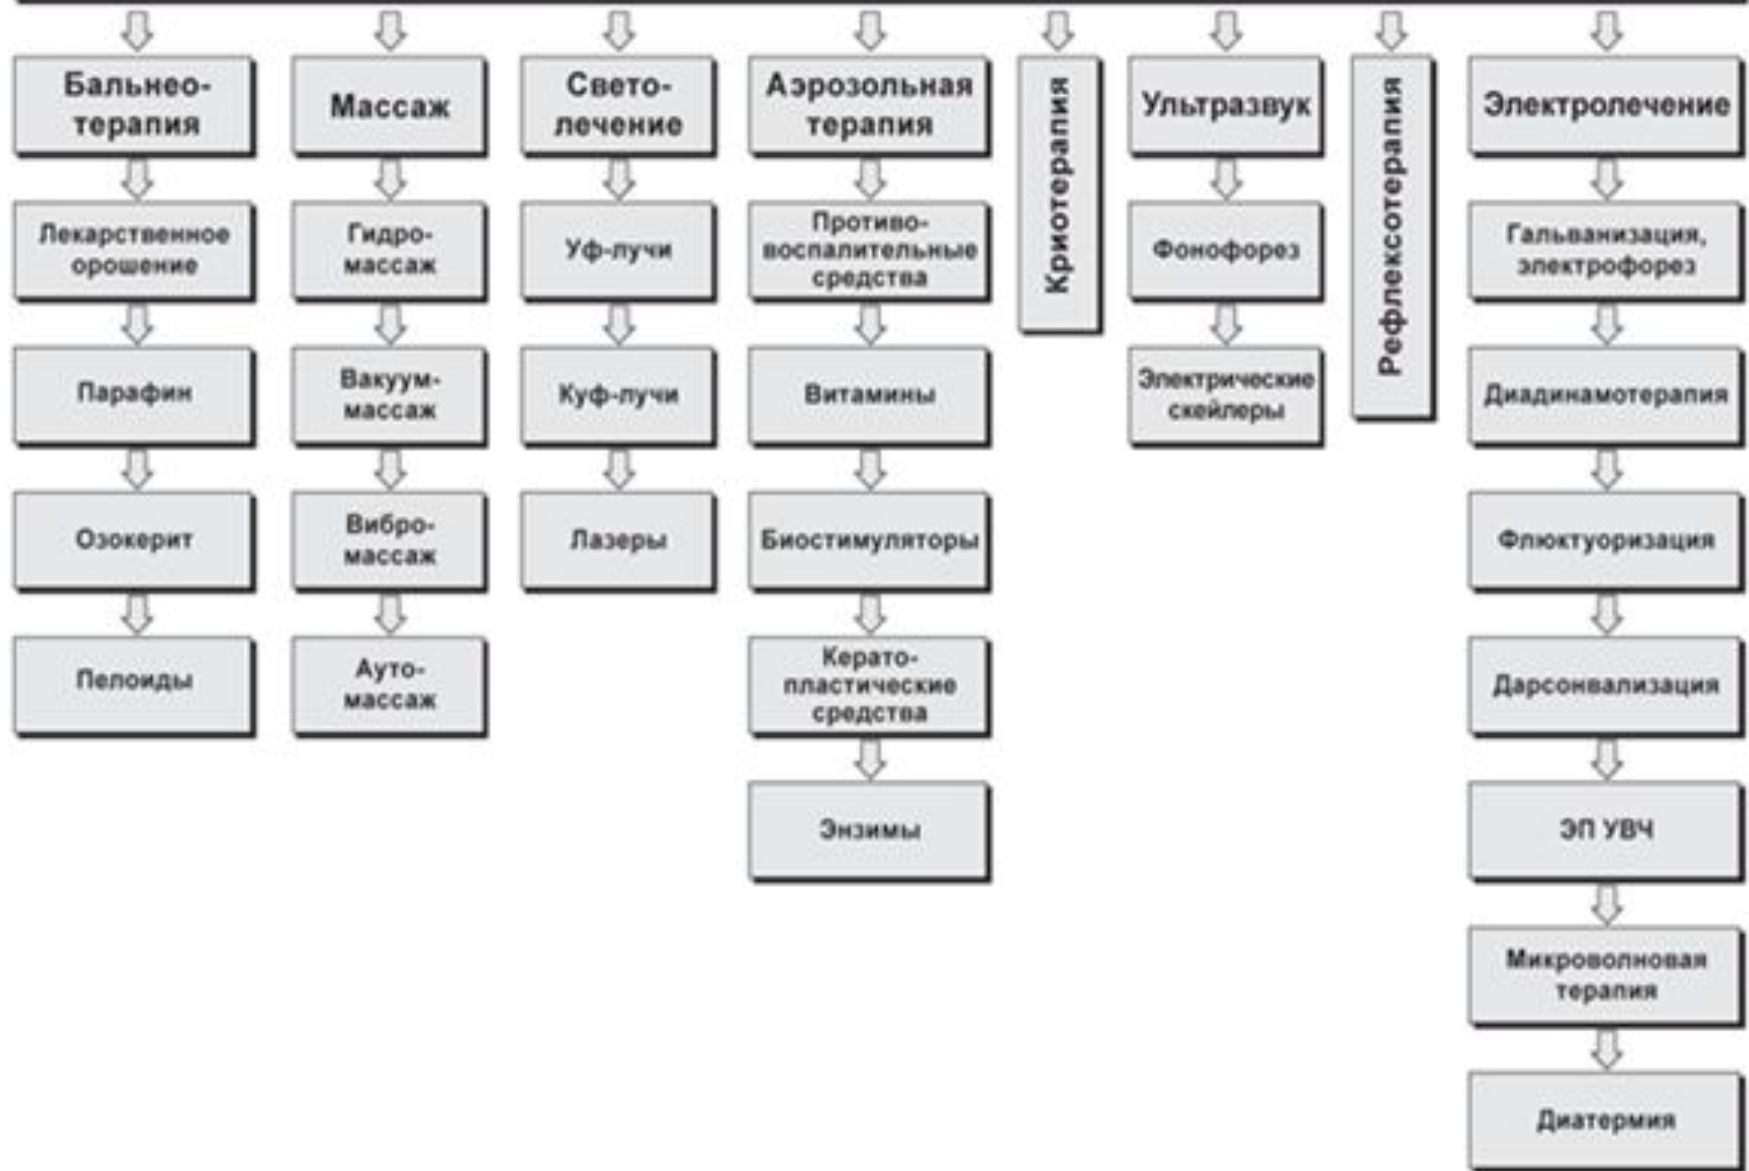 Бальнео-
терапия
Лекарственное
орошение
Парафин
Озокерит
Пелоиды
Массаж
Гидро-
массаж
Вакуум-
массаж
Вибро-
массаж
Ауто-
массаж
Свето-
лечение
Уф-лучи
Куф-лучи
Лазеры
Аэрозольная
терапия
Противо-
воспалительные
средства
Витамины
Биостимуляторы
Керато-
пластические
средства
Энзимы
Криотерапия
Ультразвук
Фонофорез
Электрические
скейлеры
Рефлексотерапия
Электролечение
Гальванизация,
электрофорез
Диадинамотерапия
Флюктуоризация
Дарсонвализация
ЭП УВЧ
Микроволновая
терапия
Диатермия